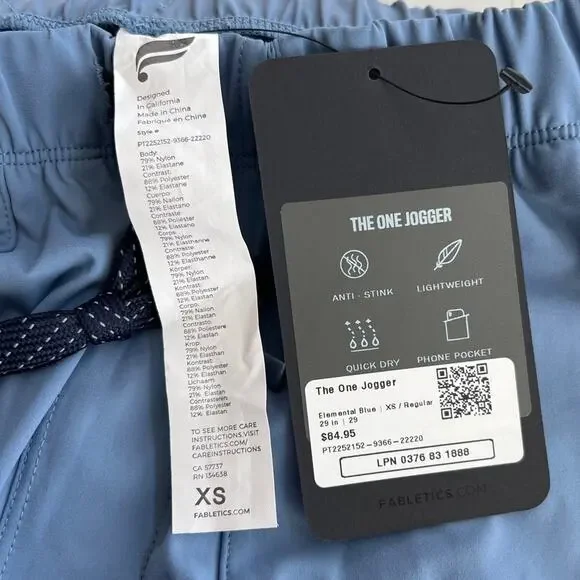 Designed
In California
Made in China
Fabriqué en Chine
Style #
PT2252152-9366-22220
Body:
79% Nylon
21% Elastane
Contrast:
88% Polyester
12% Elastane
Cuerpo:
79% Nailon
21% Elastano
Contraste:
88% Poliéster
12% Elastano
Corps:
79% Nylon
21% Elasthanne
Contraste:
88% Polyester
12% Elasthanne
Körper:
79% Nylon
21% Elastan
Kontrast:
88% Polyester
12% Elastan
Corpo:
79% Nailon
21% Elastan
Contrasto:
88% Poliestere
12% Elastan
Krop:
79% Nylon
21% Elasthan
Kontrast:
88% Polyester
12% Elasthan
Lichaam:
79% Nylon
21% Elastan
Contrasteren:
88% Polyester
12% Elastan
TO SEE MORE CARE
INSTRUCTIONS,VISIT
FABLETICS.COM/
CAREINSTRUCTIONS
CA 57737
RN 134638
XS
FABLETICS.COM
THE ONE JOGGER
ANTI - STINK
LIGHTWEIGHT
QUICK DRY
PHONE POCKET
The One Jogger
Elemental Blue | XS / Regular
29 in | 29
$84.95
PT2252152-9366-22220
LPN 0376 83 1888
FABLETICS.COM